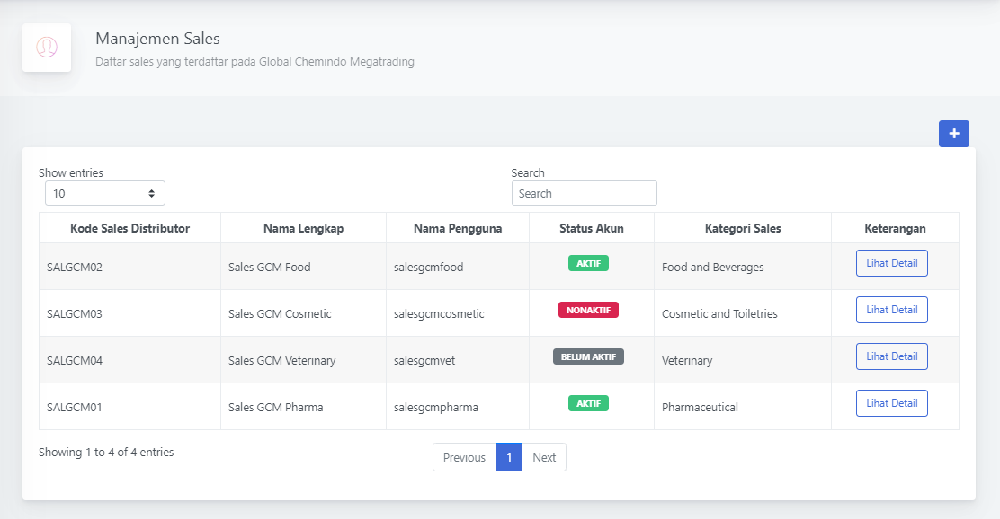 Manajemen Sales
Daftar sales yang terdaftar pada Global Chemindo Megatrading
+
Show entries
Search
10
Search
Kode Sales Distributor Nama Lengkap Nama Pengguna Status Akun Kategori Sales Keterangan
SALGCM02 Sales GCM Food salesgcmfood AKTIF Food and Beverages Lihat Detail
SALGCM03 Sales GCM Cosmetic salesgcmcosmetic NONAKTIF Cosmetic and Toiletries Lihat Detail
SALGCM04 Sales GCM Veterinary salesgcmvet BELUM AKTIF Veterinary Lihat Detail
SALGCM01 Sales GCM Pharma salesgcmpharma AKTIF Pharmaceutical Lihat Detail
Showing 1 to 4 of 4 entries
Previous 1 Next